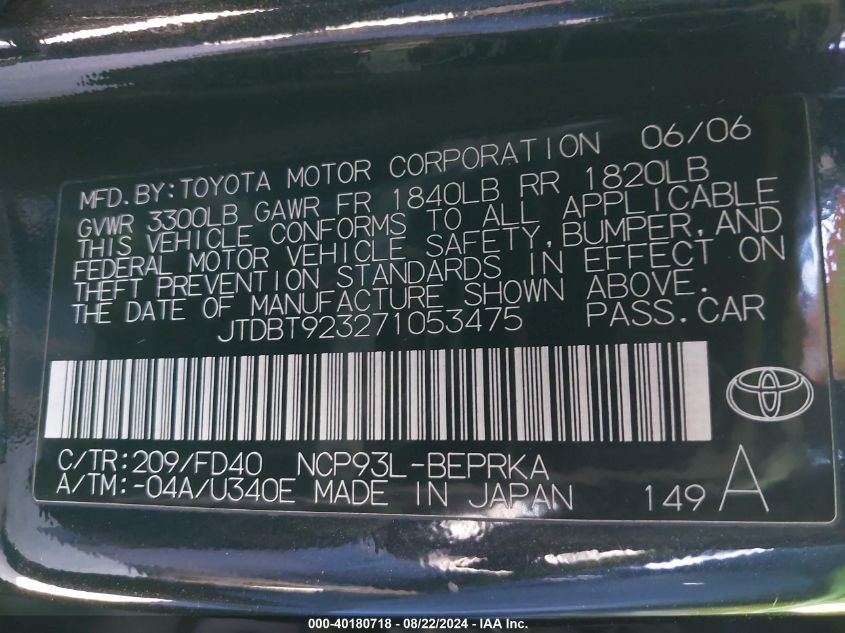 MFD.BY:TOYOTA MOTOR CORPORATION 06/06
GVWR 3300LB GAWR FR 1840LB RR 1820LB
THIS VEHICLE CONFORMS TO ALL APPLICABLE
FEDERAL MOTOR VEHICLE SAFETY,BUMPER,AND
THEFT PREVENTION STANDARDS IN EFFECT ON
THE DATE OF MANUFACTURE SHOWN ABOVE.
JTDBT923271053475 PASS.CAR
C/TR:209/FD40 NCP93L-BEPRKA
A/TM:-04A/U340E MADE IN JAPAN 149 A
000-40180718 - 08/22/2024 - IAA Inc.